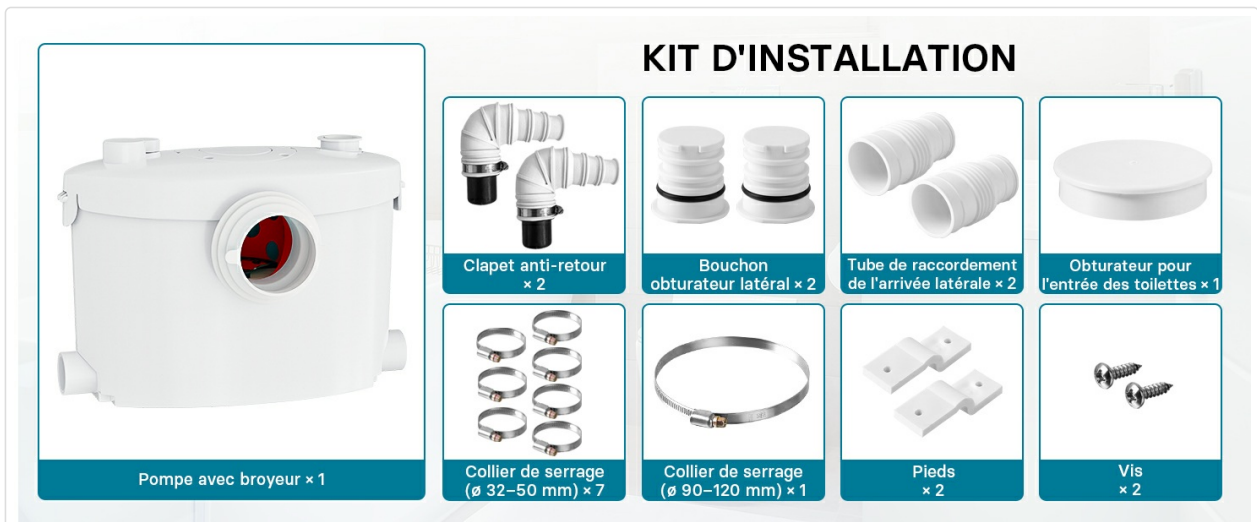 KIT D'INSTALLATION
Pompe avec broyeur × 1
Clapet anti-retour
× 2
Bouchon
obturateur latéral × 2
Tube de raccordement
de l'arrivée latérale × 2
Obturateur pour
l'entrée des toilettes × 1
Collier de serrage
(ø 32–50 mm) × 7
Collier de serrage
(ø 90–120 mm) × 1
Pieds
× 2
Vis
× 2